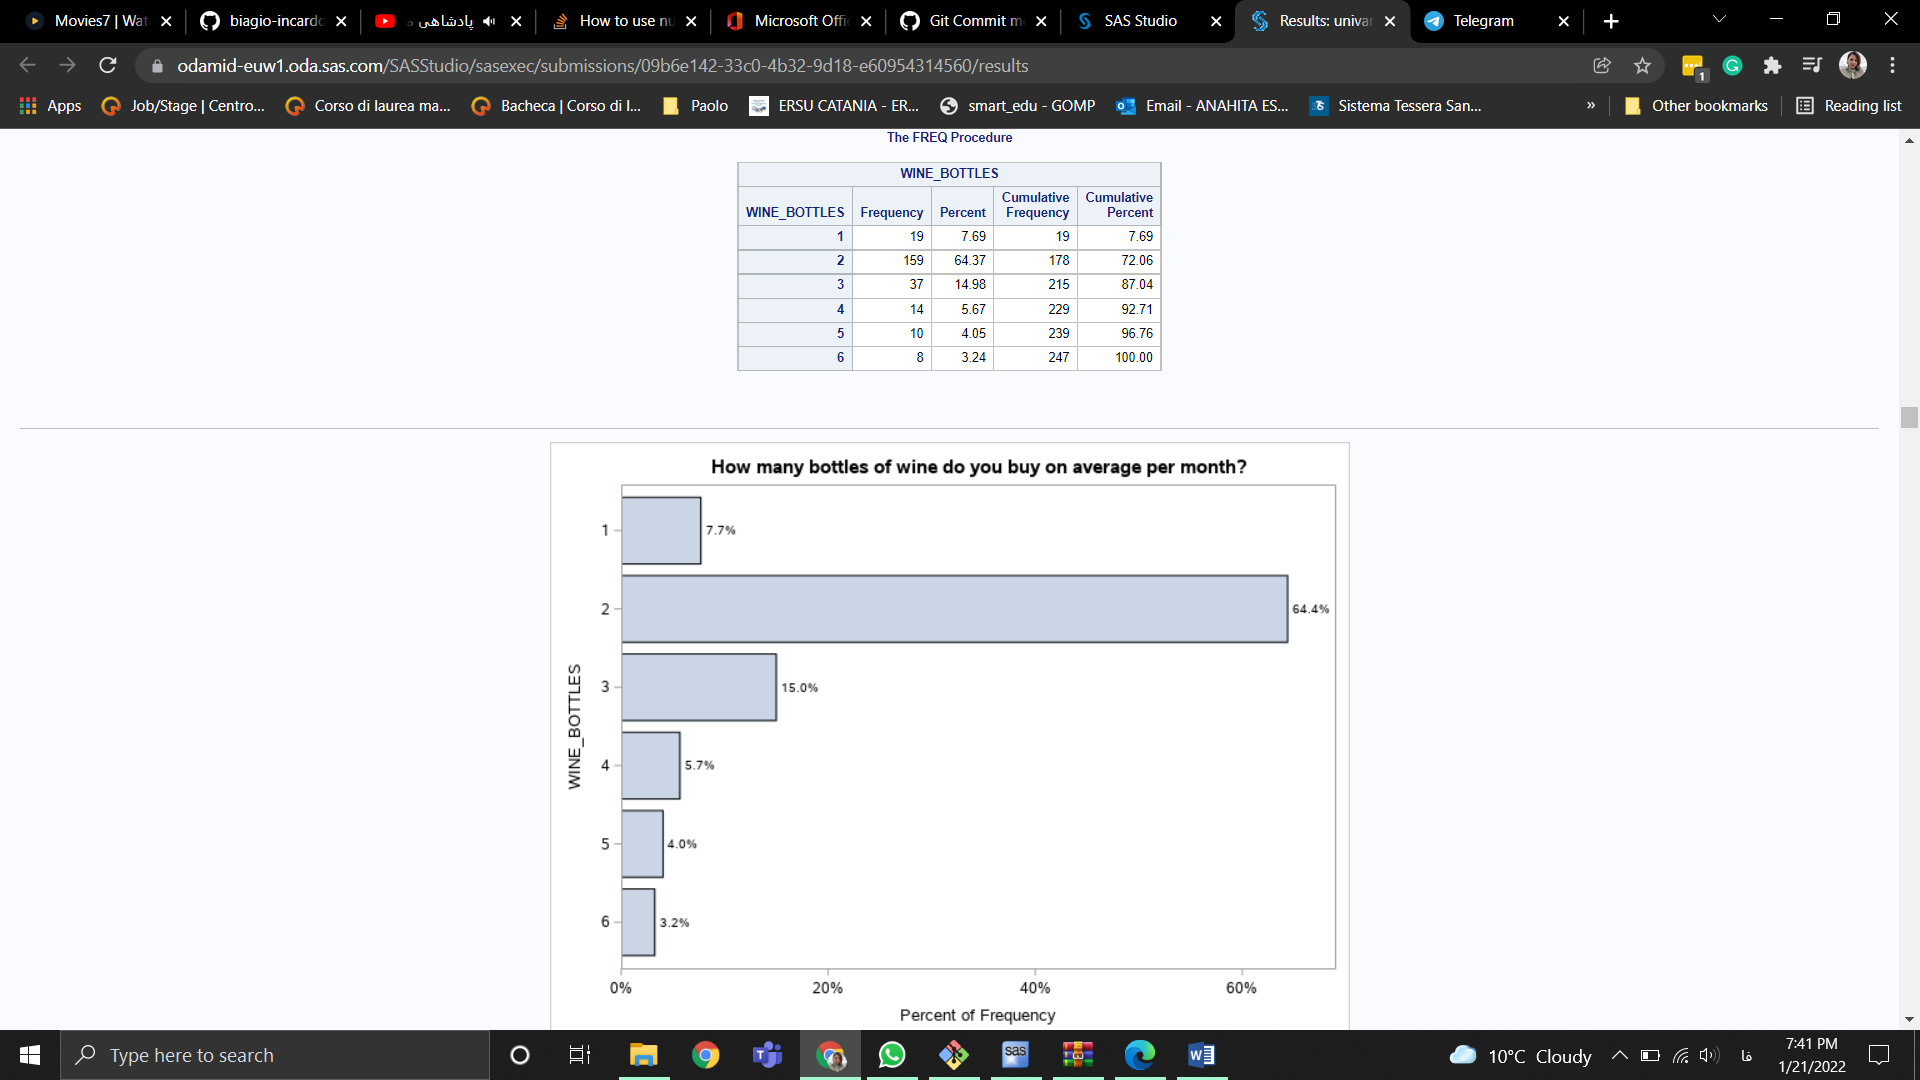 Movies7 | Wat
biagio-incardo
پادشاهی
How to use nu
Microsoft Offi
Git Commit m
SAS Studio
Results: univar
Telegram
odamid-euw1.oda.sas.com/SASStudio/sasexec/submissions/09b6e142-33c0-4b32-9d18-e60954314560/results
1
Apps
Job/Stage | Centro...
Corso di laurea ma...
Bacheca | Corso di l...
Paolo
ERSU CATANIA - ER...
smart_edu - GOMP
Email - ANAHITA ES...
Sistema Tessera San...
»
Other bookmarks
Reading list
The FREQ Procedure
WINE_BOTTLES
WINE_BOTTLES Frequency Percent Cumulative Frequency Cumulative Percent
1 19 7.69 19 7.69
2 159 64.37 178 72.06
3 37 14.98 215 87.04
4 14 5.67 229 92.71
5 10 4.05 239 96.76
6 8 3.24 247 100.00
How many bottles of wine do you buy on average per month?
WINE_BOTTLES
1 7.7%
2 64.4%
3 15.0%
4 5.7%
5 4.0%
6 3.2%
0% 20% 40% 60%
Percent of Frequency
Type here to search
sas
10°C Cloudy
فا
7:41 PM
1/21/2022